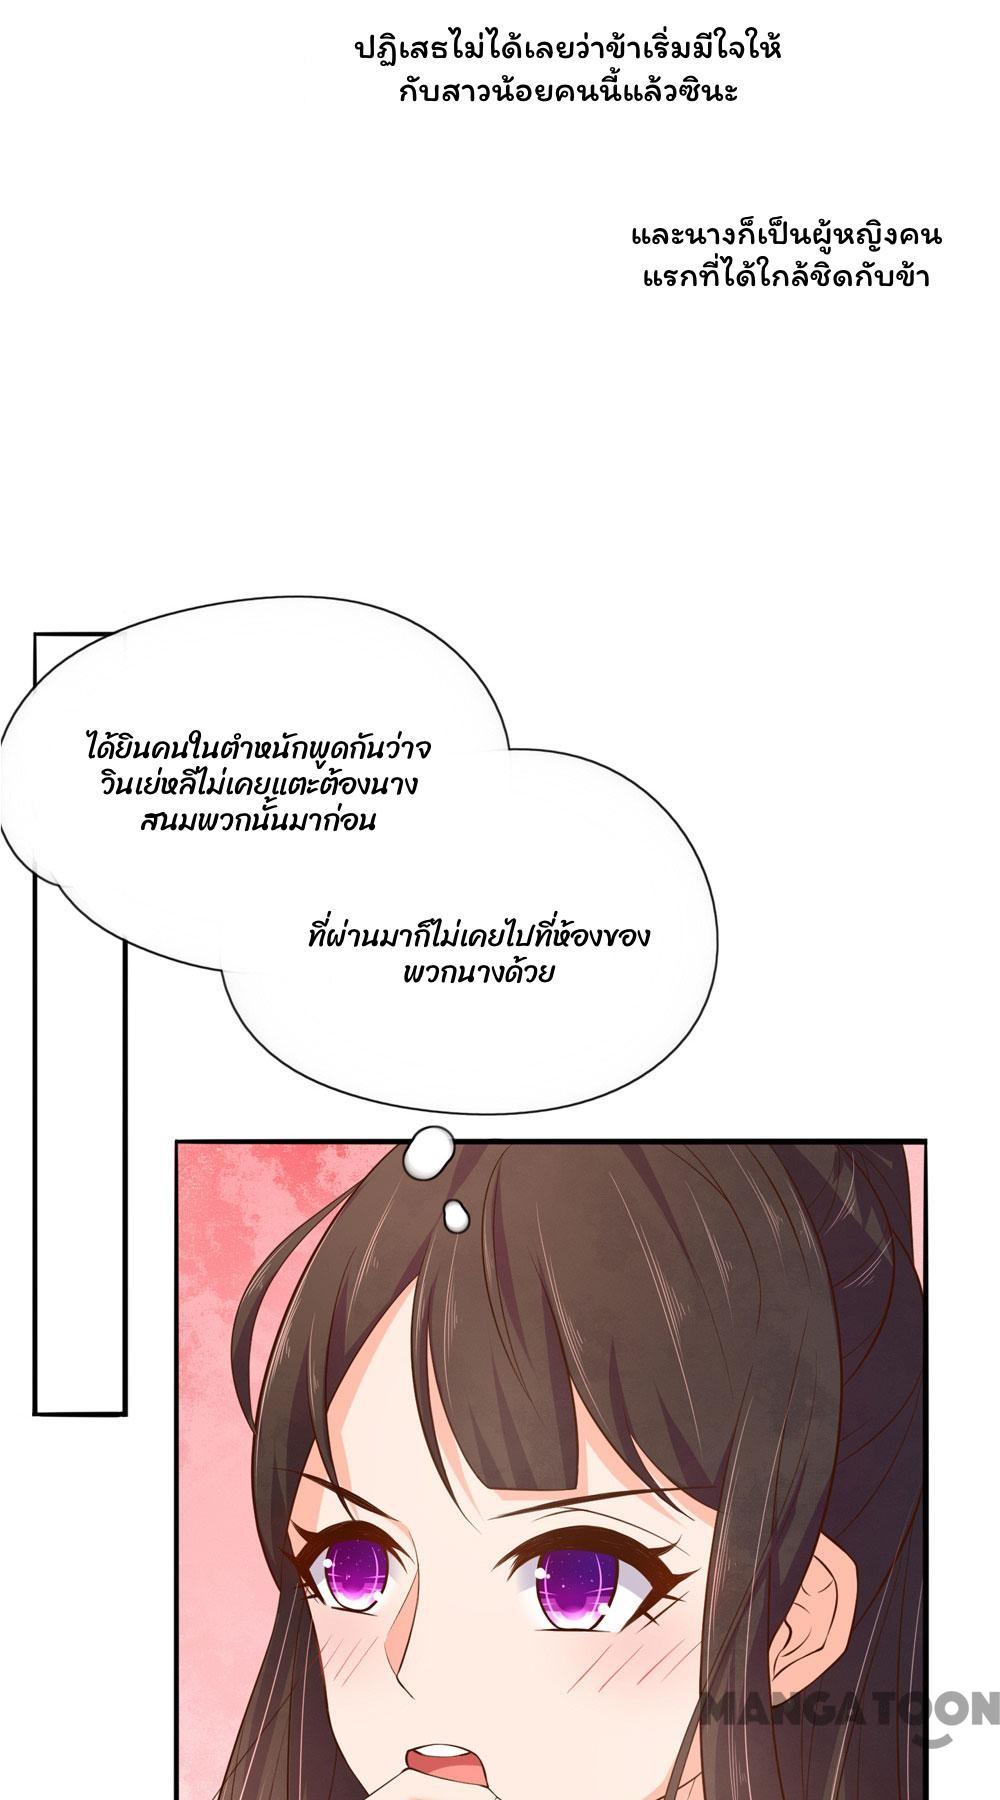 ปฏิเสธไม่ได้เลยว่าข้าเริ่มมีใจให้
กับสาวน้อยคนนี้แล้วซินะ
และนางก็เป็นผู้หญิงคน
แรกที่ได้ใกล้ชิดกับข้า
ได้ยินคนในตำหนักพูดกันว่าจ
วินเย่หลีไม่เคยแตะต้องนาง
สนมพวกนั้นมาก่อน
ที่ผ่านมาก็ไม่เคยไปที่ห้องของ
พวกนางด้วย
MANGATOON